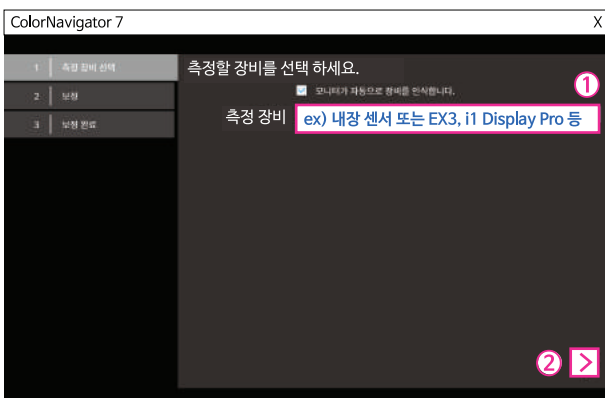 ColorNavigator 7 X
1 측정 장비 선택
2 보정
3 보정 완료
측정할 장비를 선택 하세요.
모니터가 자동으로 장비를 인식합니다.
①
측정 장비 ex) 내장 센서 또는 EX3, i1 Display Pro 등
② >